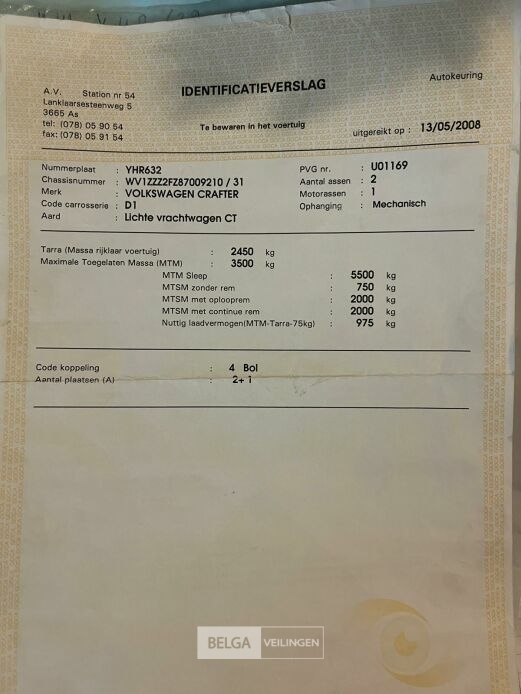 A.V. Station nr 54
Lanklaarsesteenweg 5
3665 As
tel: (078) 05 90 54
fax: (078) 05 91 54
IDENTIFICATIEVERSLAG
Autokeuring
Te bewaren in het voertuig
uitgereikt op : 13/05/2008
Nummerplaat : YHR632
Chassisnummer : WV1ZZZ2FZ87009210 / 31
Merk : VOLKSWAGEN CRAFTER
Code carrosserie : D1
Aard : Lichte vrachtwagen CT
PVG nr. : U01169
Aantal assen : 2
Motorassen : 1
Ophanging : Mechanisch
Tarra (Massa rijklaar voertuig) : 2450 kg
Maximale Toegelaten Massa (MTM) : 3500 kg
MTM Sleep : 5500 kg
MTSM zonder rem : 750 kg
MTSM met oplooprem : 2000 kg
MTSM met continue rem : 2000 kg
Nuttig laadvermogen(MTM-Tarra-75kg) : 975 kg
Code koppeling : 4 Bol
Aantal plaatsen (A) : 2+1
BELGA VEILINGEN